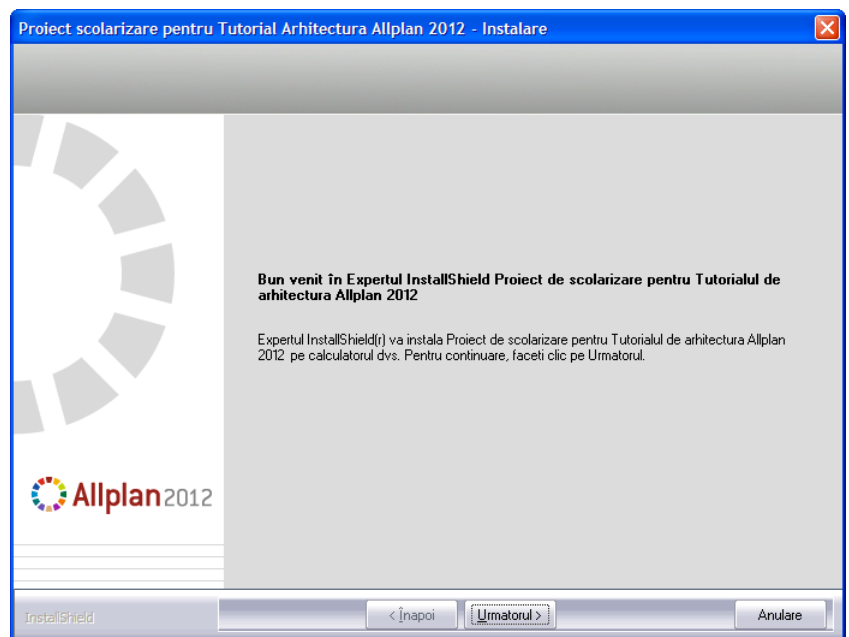 Proiect scolarizare pentru Tutorial Arhitectura Allplan 2012 - Instalare
Bun venit în Expertul InstallShield Proiect de scolarizare pentru Tutorialul de
arhitectura Allplan 2012
Expertul InstallShield(r) va instala Proiect de scolarizare pentru Tutorialul de arhitectura Allplan
2012 pe calculatorul dvs. Pentru continuare, faceti clic pe Urmatorul.
Allplan 2012
InstallShield
< Înapoi
Urmatorul >
Anulare